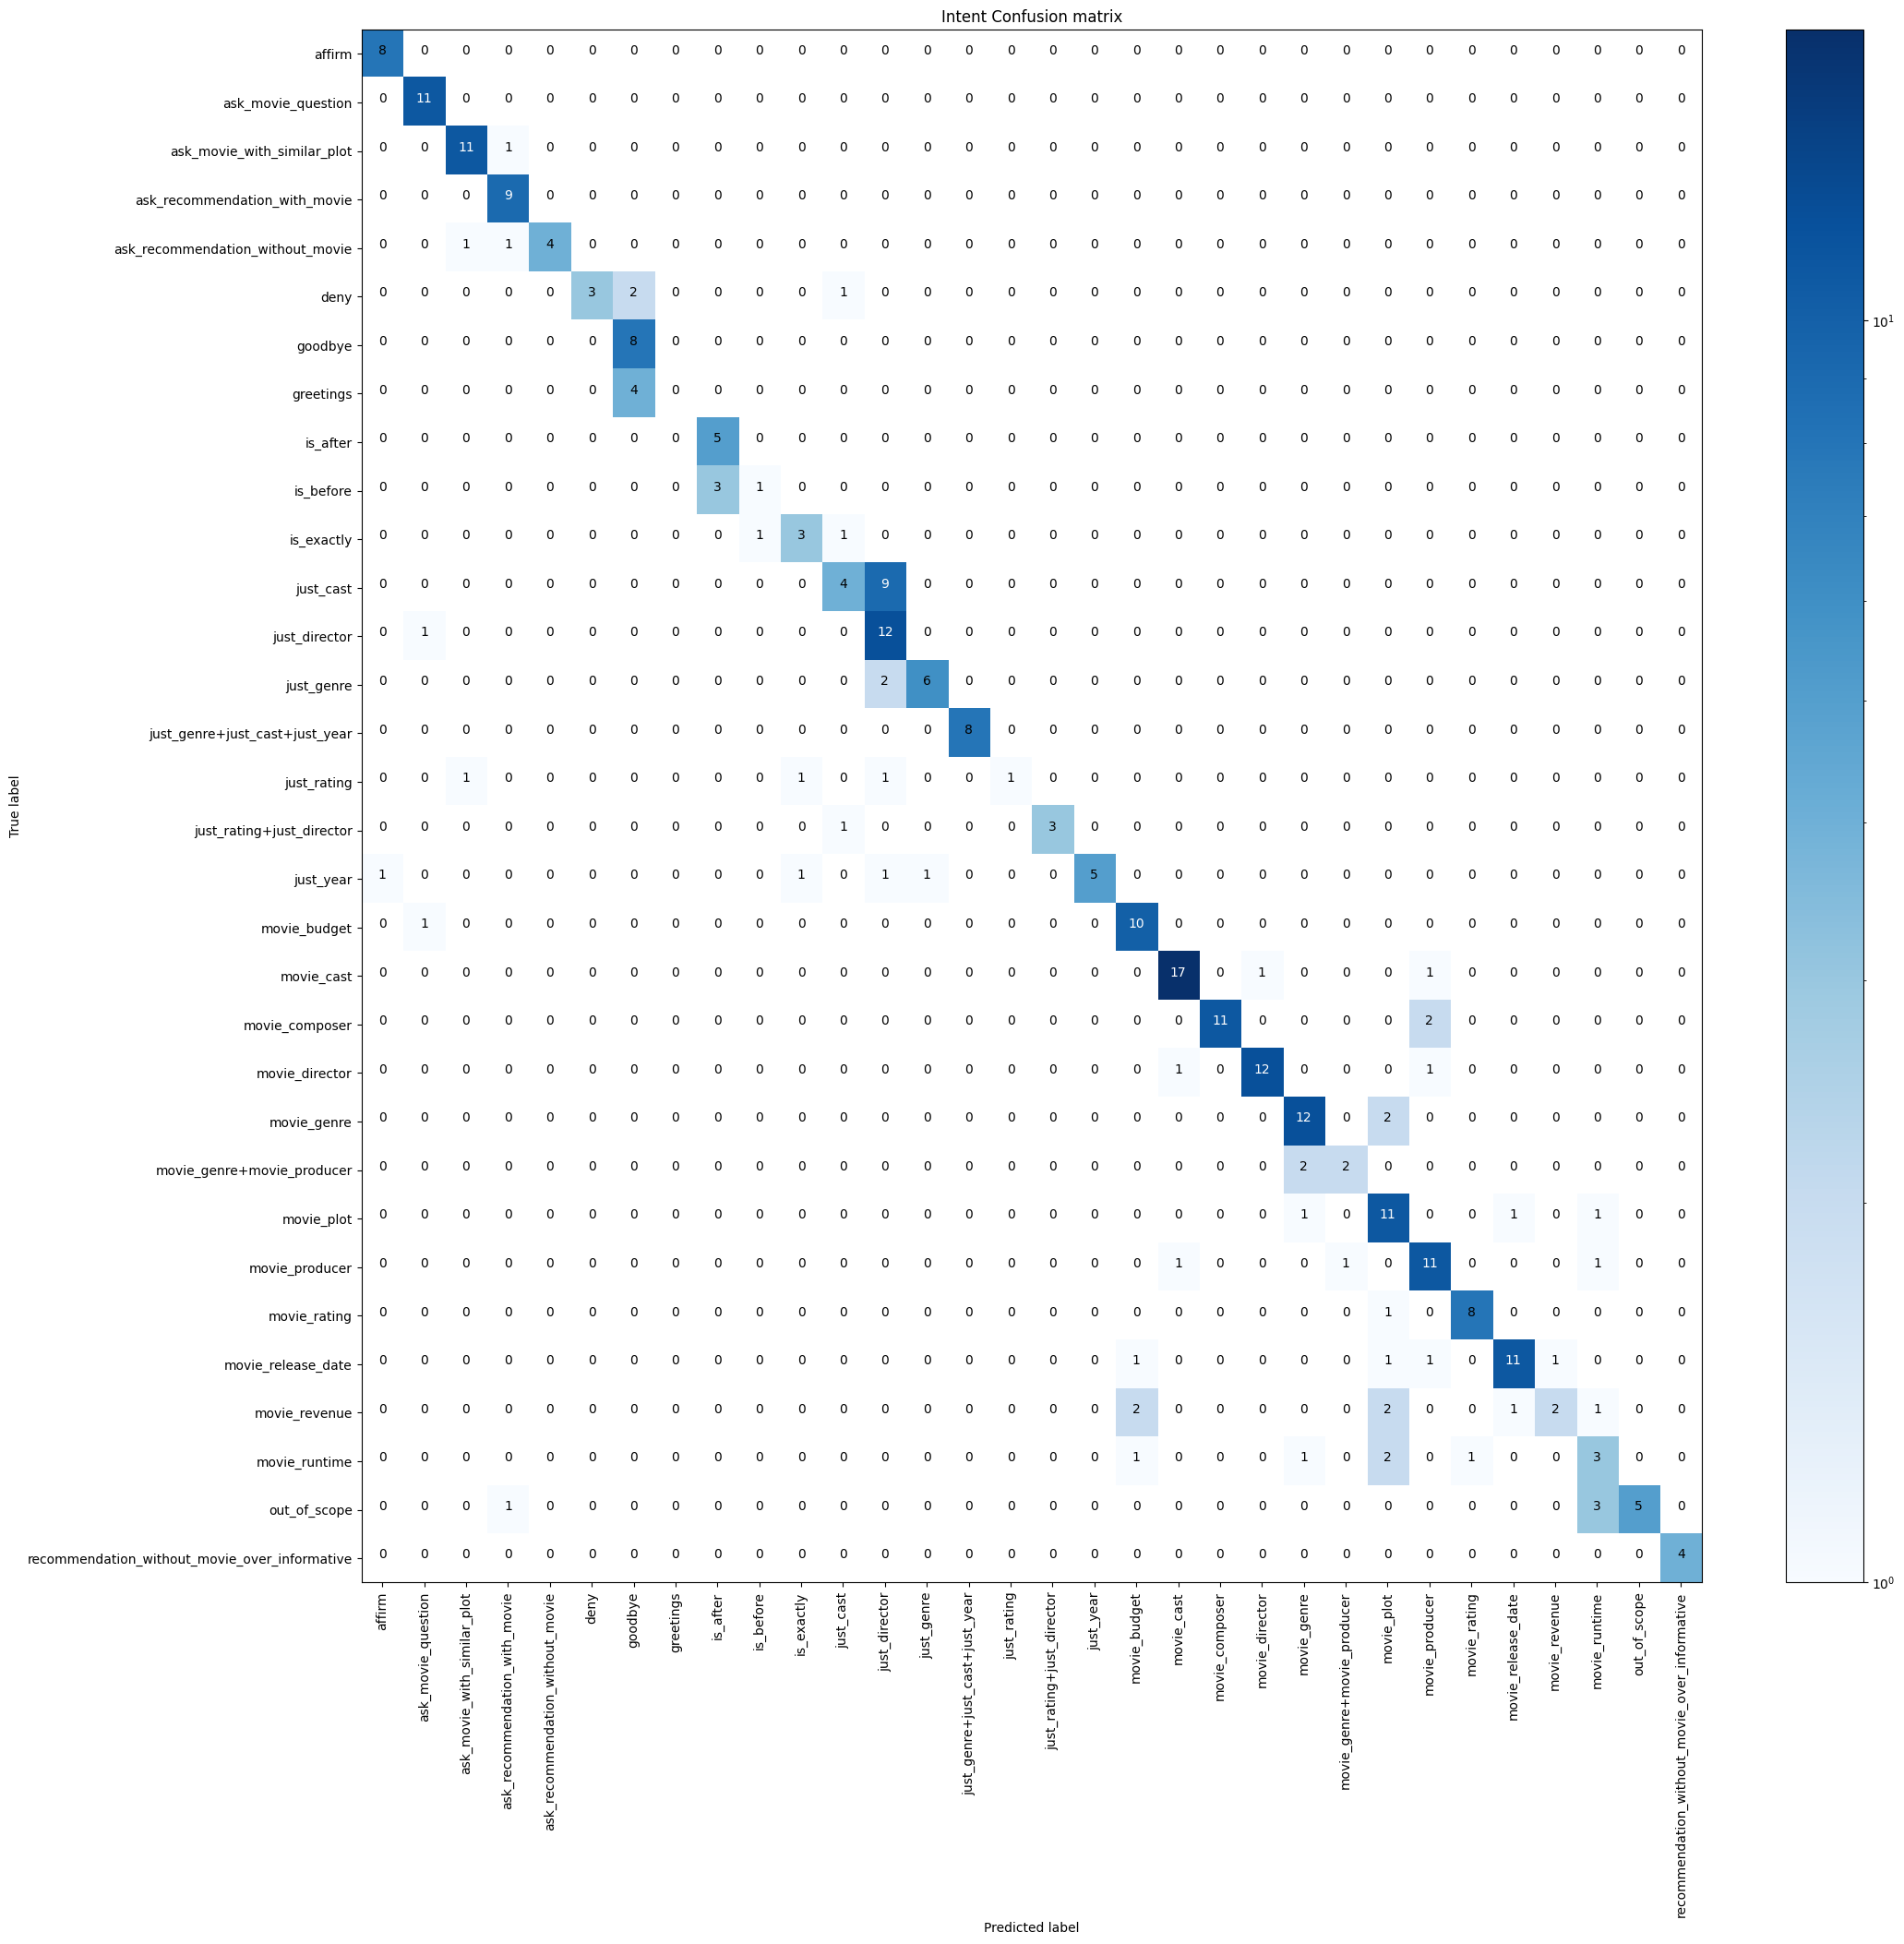 Intent Confusion matrix
affirm 8 0 0 0 0 0 0 0 0 0 0 0 0 0 0 0 0 0 0 0 0 0 0 0 0 0 0 0 0 0 0 0
ask_movie_question 0 11 0 0 0 0 0 0 0 0 0 0 0 0 0 0 0 0 0 0 0 0 0 0 0 0 0 0 0 0 0 0
ask_movie_with_similar_plot 0 0 11 1 0 0 0 0 0 0 0 0 0 0 0 0 0 0 0 0 0 0 0 0 0 0 0 0 0 0 0 0
ask_recommendation_with_movie 0 0 0 9 0 0 0 0 0 0 0 0 0 0 0 0 0 0 0 0 0 0 0 0 0 0 0 0 0 0 0 0
ask_recommendation_without_movie 0 0 1 1 4 0 0 0 0 0 0 0 0 0 0 0 0 0 0 0 0 0 0 0 0 0 0 0 0 0 0 0
deny 0 0 0 0 0 3 2 0 0 0 0 1 0 0 0 0 0 0 0 0 0 0 0 0 0 0 0 0 0 0 0 0
goodbye 0 0 0 0 0 0 8 0 0 0 0 0 0 0 0 0 0 0 0 0 0 0 0 0 0 0 0 0 0 0 0 0
greetings 0 0 0 0 0 0 4 0 0 0 0 0 0 0 0 0 0 0 0 0 0 0 0 0 0 0 0 0 0 0 0 0
is_after 0 0 0 0 0 0 0 0 5 0 0 0 0 0 0 0 0 0 0 0 0 0 0 0 0 0 0 0 0 0 0 0
is_before 0 0 0 0 0 0 0 0 3 1 0 0 0 0 0 0 0 0 0 0 0 0 0 0 0 0 0 0 0 0 0 0
is_exactly 0 0 0 0 0 0 0 0 0 1 3 1 0 0 0 0 0 0 0 0 0 0 0 0 0 0 0 0 0 0 0 0
just_cast 0 0 0 0 0 0 0 0 0 0 0 4 9 0 0 0 0 0 0 0 0 0 0 0 0 0 0 0 0 0 0 0
just_director 0 1 0 0 0 0 0 0 0 0 0 0 12 0 0 0 0 0 0 0 0 0 0 0 0 0 0 0 0 0 0 0
just_genre 0 0 0 0 0 0 0 0 0 0 0 0 2 6 0 0 0 0 0 0 0 0 0 0 0 0 0 0 0 0 0 0
just_genre+just_cast+just_year 0 0 0 0 0 0 0 0 0 0 0 0 0 0 8 0 0 0 0 0 0 0 0 0 0 0 0 0 0 0 0 0
just_rating 0 0 1 0 0 0 0 0 0 0 1 0 1 0 0 1 0 0 0 0 0 0 0 0 0 0 0 0 0 0 0 0
just_rating+just_director 0 0 0 0 0 0 0 0 0 0 0 1 0 0 0 0 3 0 0 0 0 0 0 0 0 0 0 0 0 0 0 0
just_year 1 0 0 0 0 0 0 0 0 0 1 0 1 1 0 0 0 5 0 0 0 0 0 0 0 0 0 0 0 0 0 0
movie_budget 0 1 0 0 0 0 0 0 0 0 0 0 0 0 0 0 0 0 10 0 0 0 0 0 0 0 0 0 0 0 0 0
movie_cast 0 0 0 0 0 0 0 0 0 0 0 0 0 0 0 0 0 0 0 17 0 1 0 0 0 1 0 0 0 0 0 0
movie_composer 0 0 0 0 0 0 0 0 0 0 0 0 0 0 0 0 0 0 0 0 11 0 0 0 0 2 0 0 0 0 0 0
movie_director 0 0 0 0 0 0 0 0 0 0 0 0 0 0 0 0 0 0 0 1 0 12 0 0 0 1 0 0 0 0 0 0
movie_genre 0 0 0 0 0 0 0 0 0 0 0 0 0 0 0 0 0 0 0 0 0 0 12 0 2 0 0 0 0 0 0 0
movie_genre+movie_producer 0 0 0 0 0 0 0 0 0 0 0 0 0 0 0 0 0 0 0 0 0 0 2 2 0 0 0 0 0 0 0 0
movie_plot 0 0 0 0 0 0 0 0 0 0 0 0 0 0 0 0 0 0 0 0 0 0 1 0 11 0 0 1 0 1 0 0
movie_producer 0 0 0 0 0 0 0 0 0 0 0 0 0 0 0 0 0 0 0 1 0 0 0 1 0 11 0 0 0 1 0 0
movie_rating 0 0 0 0 0 0 0 0 0 0 0 0 0 0 0 0 0 0 0 0 0 0 0 0 1 0 8 0 0 0 0 0
movie_release_date 0 0 0 0 0 0 0 0 0 0 0 0 0 0 0 0 0 0 1 0 0 0 0 0 1 1 0 11 1 0 0 0
movie_revenue 0 0 0 0 0 0 0 0 0 0 0 0 0 0 0 0 0 0 2 0 0 0 0 0 2 0 0 1 2 1 0 0
movie_runtime 0 0 0 0 0 0 0 0 0 0 0 0 0 0 0 0 0 0 1 0 0 0 1 0 2 0 1 0 0 3 0 0
out_of_scope 0 0 0 1 0 0 0 0 0 0 0 0 0 0 0 0 0 0 0 0 0 0 0 0 0 0 0 0 0 3 5 0
recommendation_without_movie_over_informative 0 0 0 0 0 0 0 0 0 0 0 0 0 0 0 0 0 0 0 0 0 0 0 0 0 0 0 0 0 0 0 4
True label
affirm
ask_movie_question
ask_movie_with_similar_plot
ask_recommendation_with_movie
ask_recommendation_without_movie
deny
goodbye
greetings
is_after
is_before
is_exactly
just_cast
just_director
just_genre
just_genre+just_cast+just_year
just_rating
just_rating+just_director
just_year
movie_budget
movie_cast
movie_composer
movie_director
movie_genre
movie_genre+movie_producer
movie_plot
movie_producer
movie_rating
movie_release_date
movie_revenue
movie_runtime
out_of_scope
recommendation_without_movie_over_informative
Predicted label
10¹
10⁰